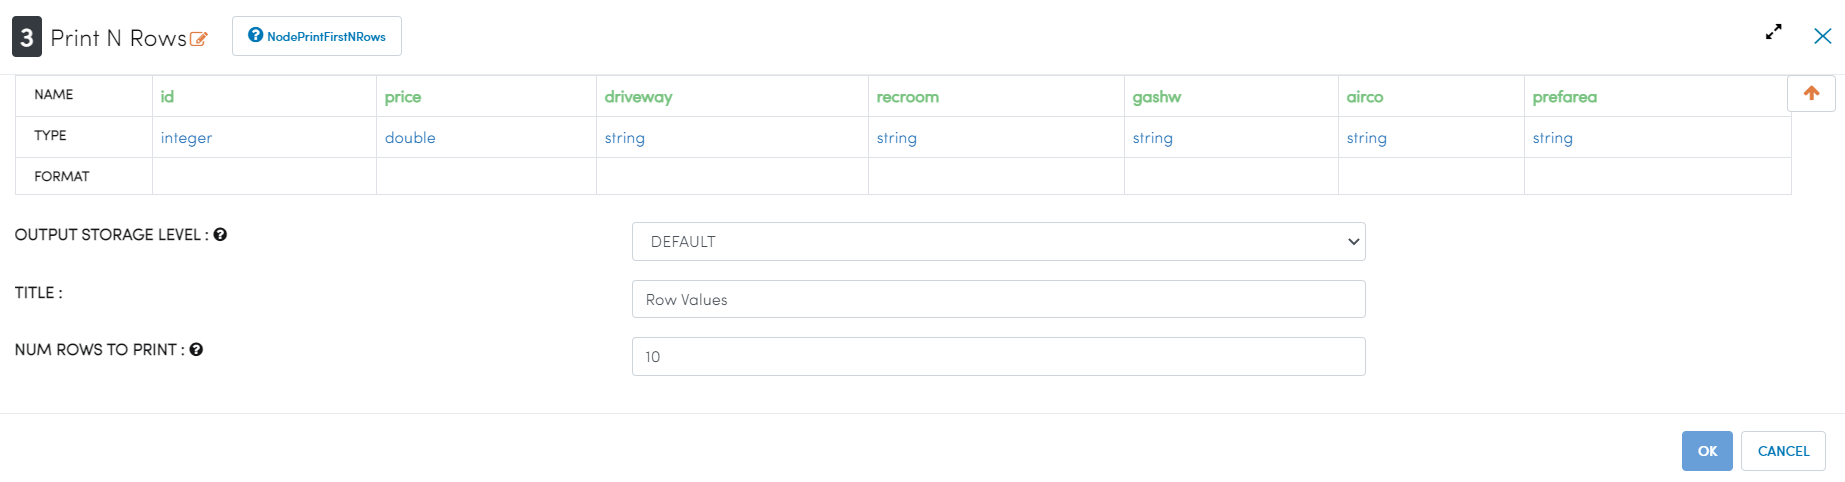 3 Print N Rows ? NodePrintFirstNRows
NAME id price driveway recroom gashw airco prefarea
TYPE integer double string string string string string
FORMAT
OUTPUT STORAGE LEVEL : ? DEFAULT
TITLE : Row Values
NUM ROWS TO PRINT : ? 10
OK CANCEL